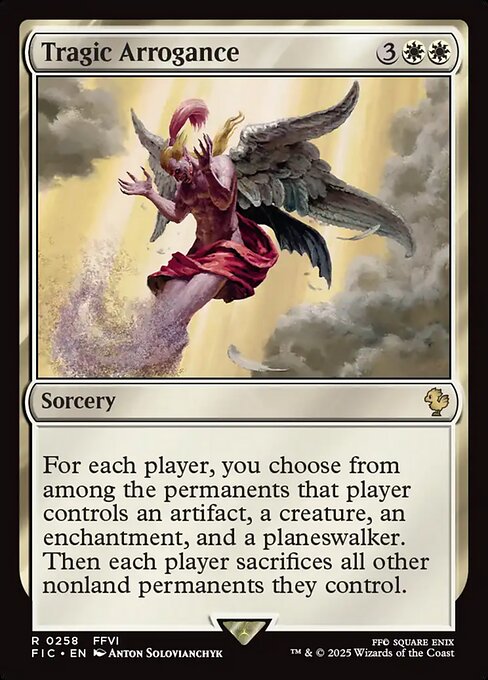 Tragic Arrogance 3
Sorcery
For each player, you choose from
among the permanents that player
controls an artifact, a creature, an
enchantment, and a planeswalker.
Then each player sacrifices all other
nonland permanents they control.
R 0258 FFVI
FIC • EN Anton Solovianchyk
FF© SQUARE ENIX
™ & © 2025 Wizards of the Coast